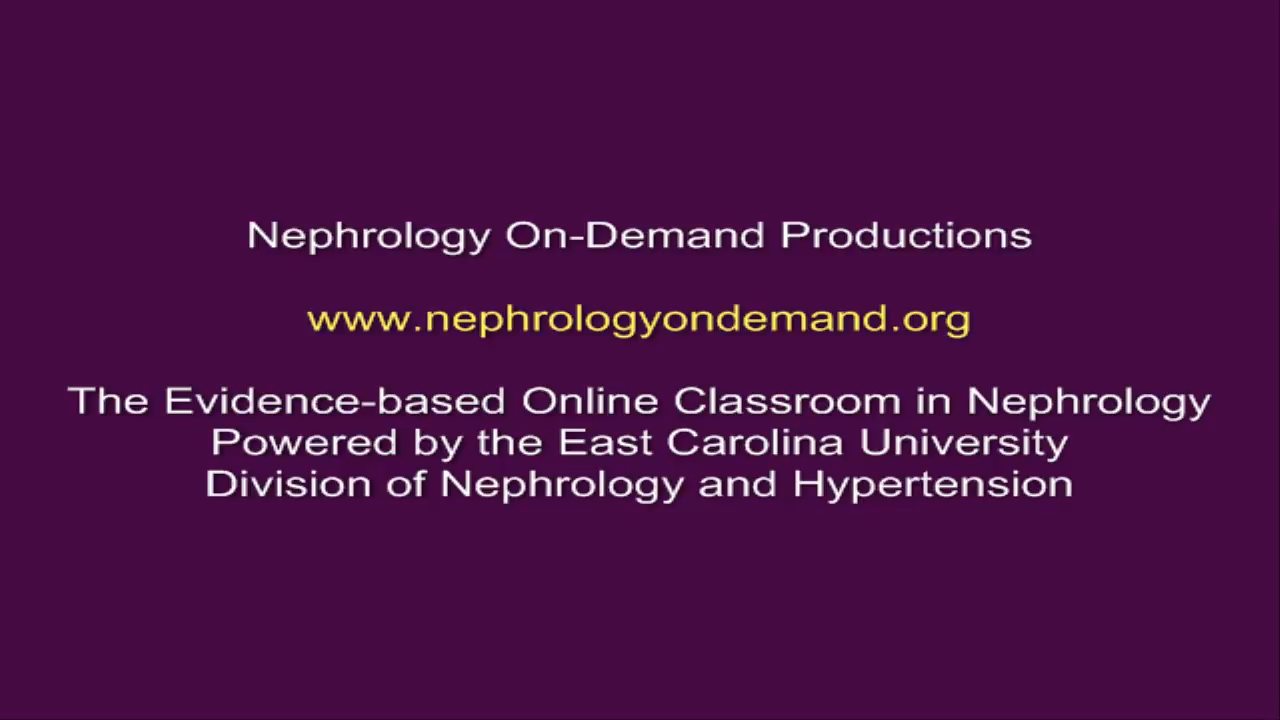 Nephrology On-Demand Productions
www.nephrologyondemand.org
The Evidence-based Online Classroom in Nephrology
Powered by the East Carolina University
Division of Nephrology and Hypertension